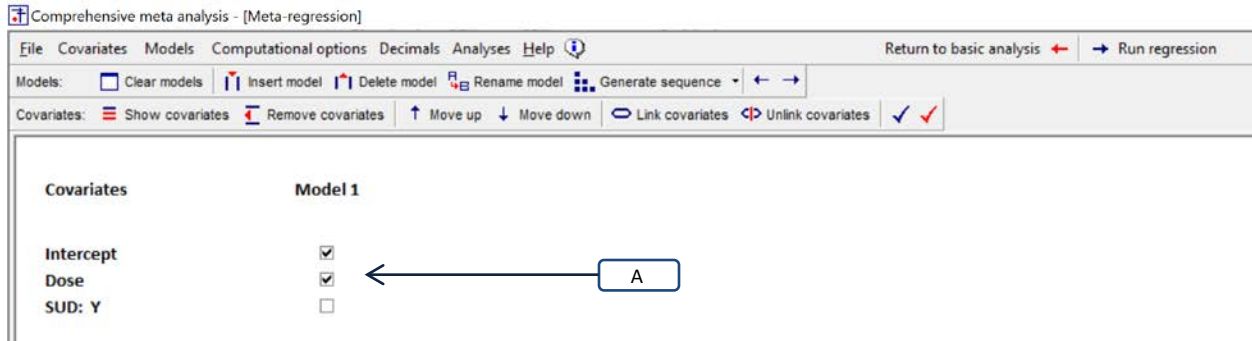 Comprehensive meta analysis - [Meta-regression]
File Covariates Models Computational options Decimals Analyses Help Return to basic analysis Run regression
Models: Clear models Insert model Delete model Rename model Generate sequence
Covariates: Show covariates Remove covariates Move up Move down Link covariates Unlink covariates
Covariates Model 1
Intercept
Dose
A
SUD: Y